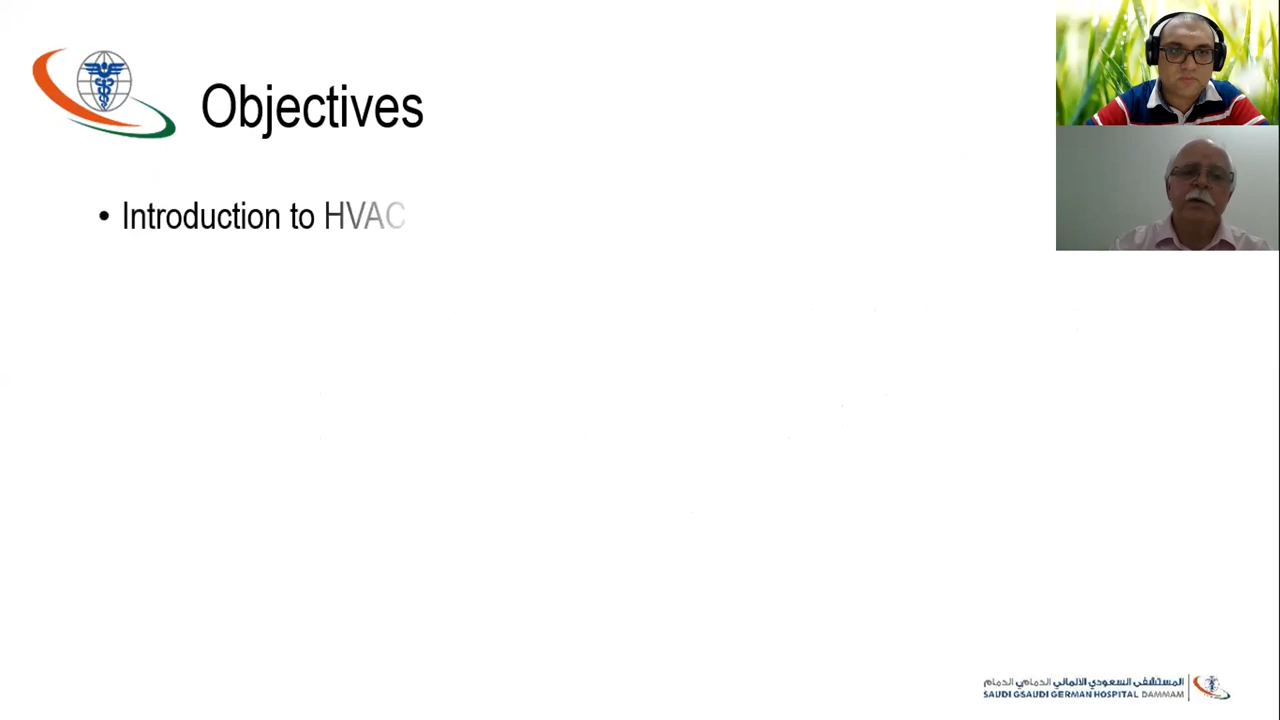 Objectives
• Introduction to HVAC
المستشفى السعودي الألماني الدمامي الدمام
SAUDI GSAUDI GERMAN HOSPITAL DAMMAM